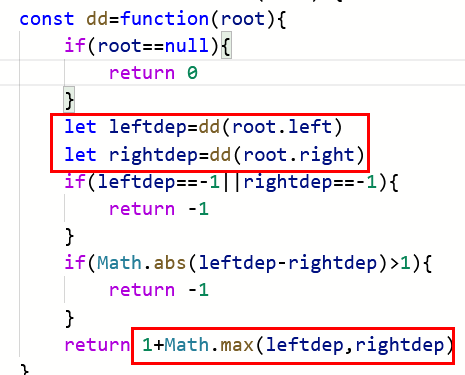 const dd=function(root){
if(root==null){
return 0
}
let leftdep=dd(root.left)
let rightdep=dd(root.right)
if(leftdep==-1||rightdep==-1){
return -1
}
if(Math.abs(leftdep-rightdep)>1){
return -1
}
return 1+Math.max(leftdep,rightdep)
}